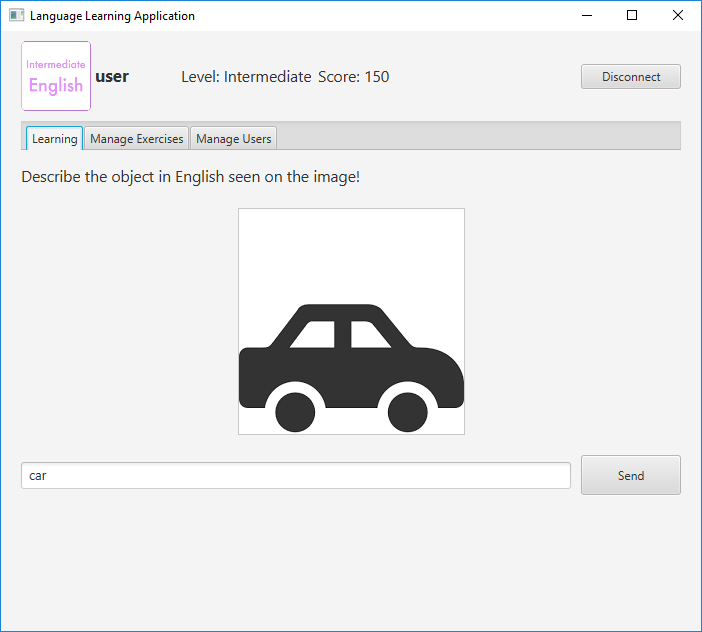 Language Learning Application
Intermediate
English
user Level: Intermediate Score: 150 Disconnect
Learning Manage Exercises Manage Users
Describe the object in English seen on the image!
car Send